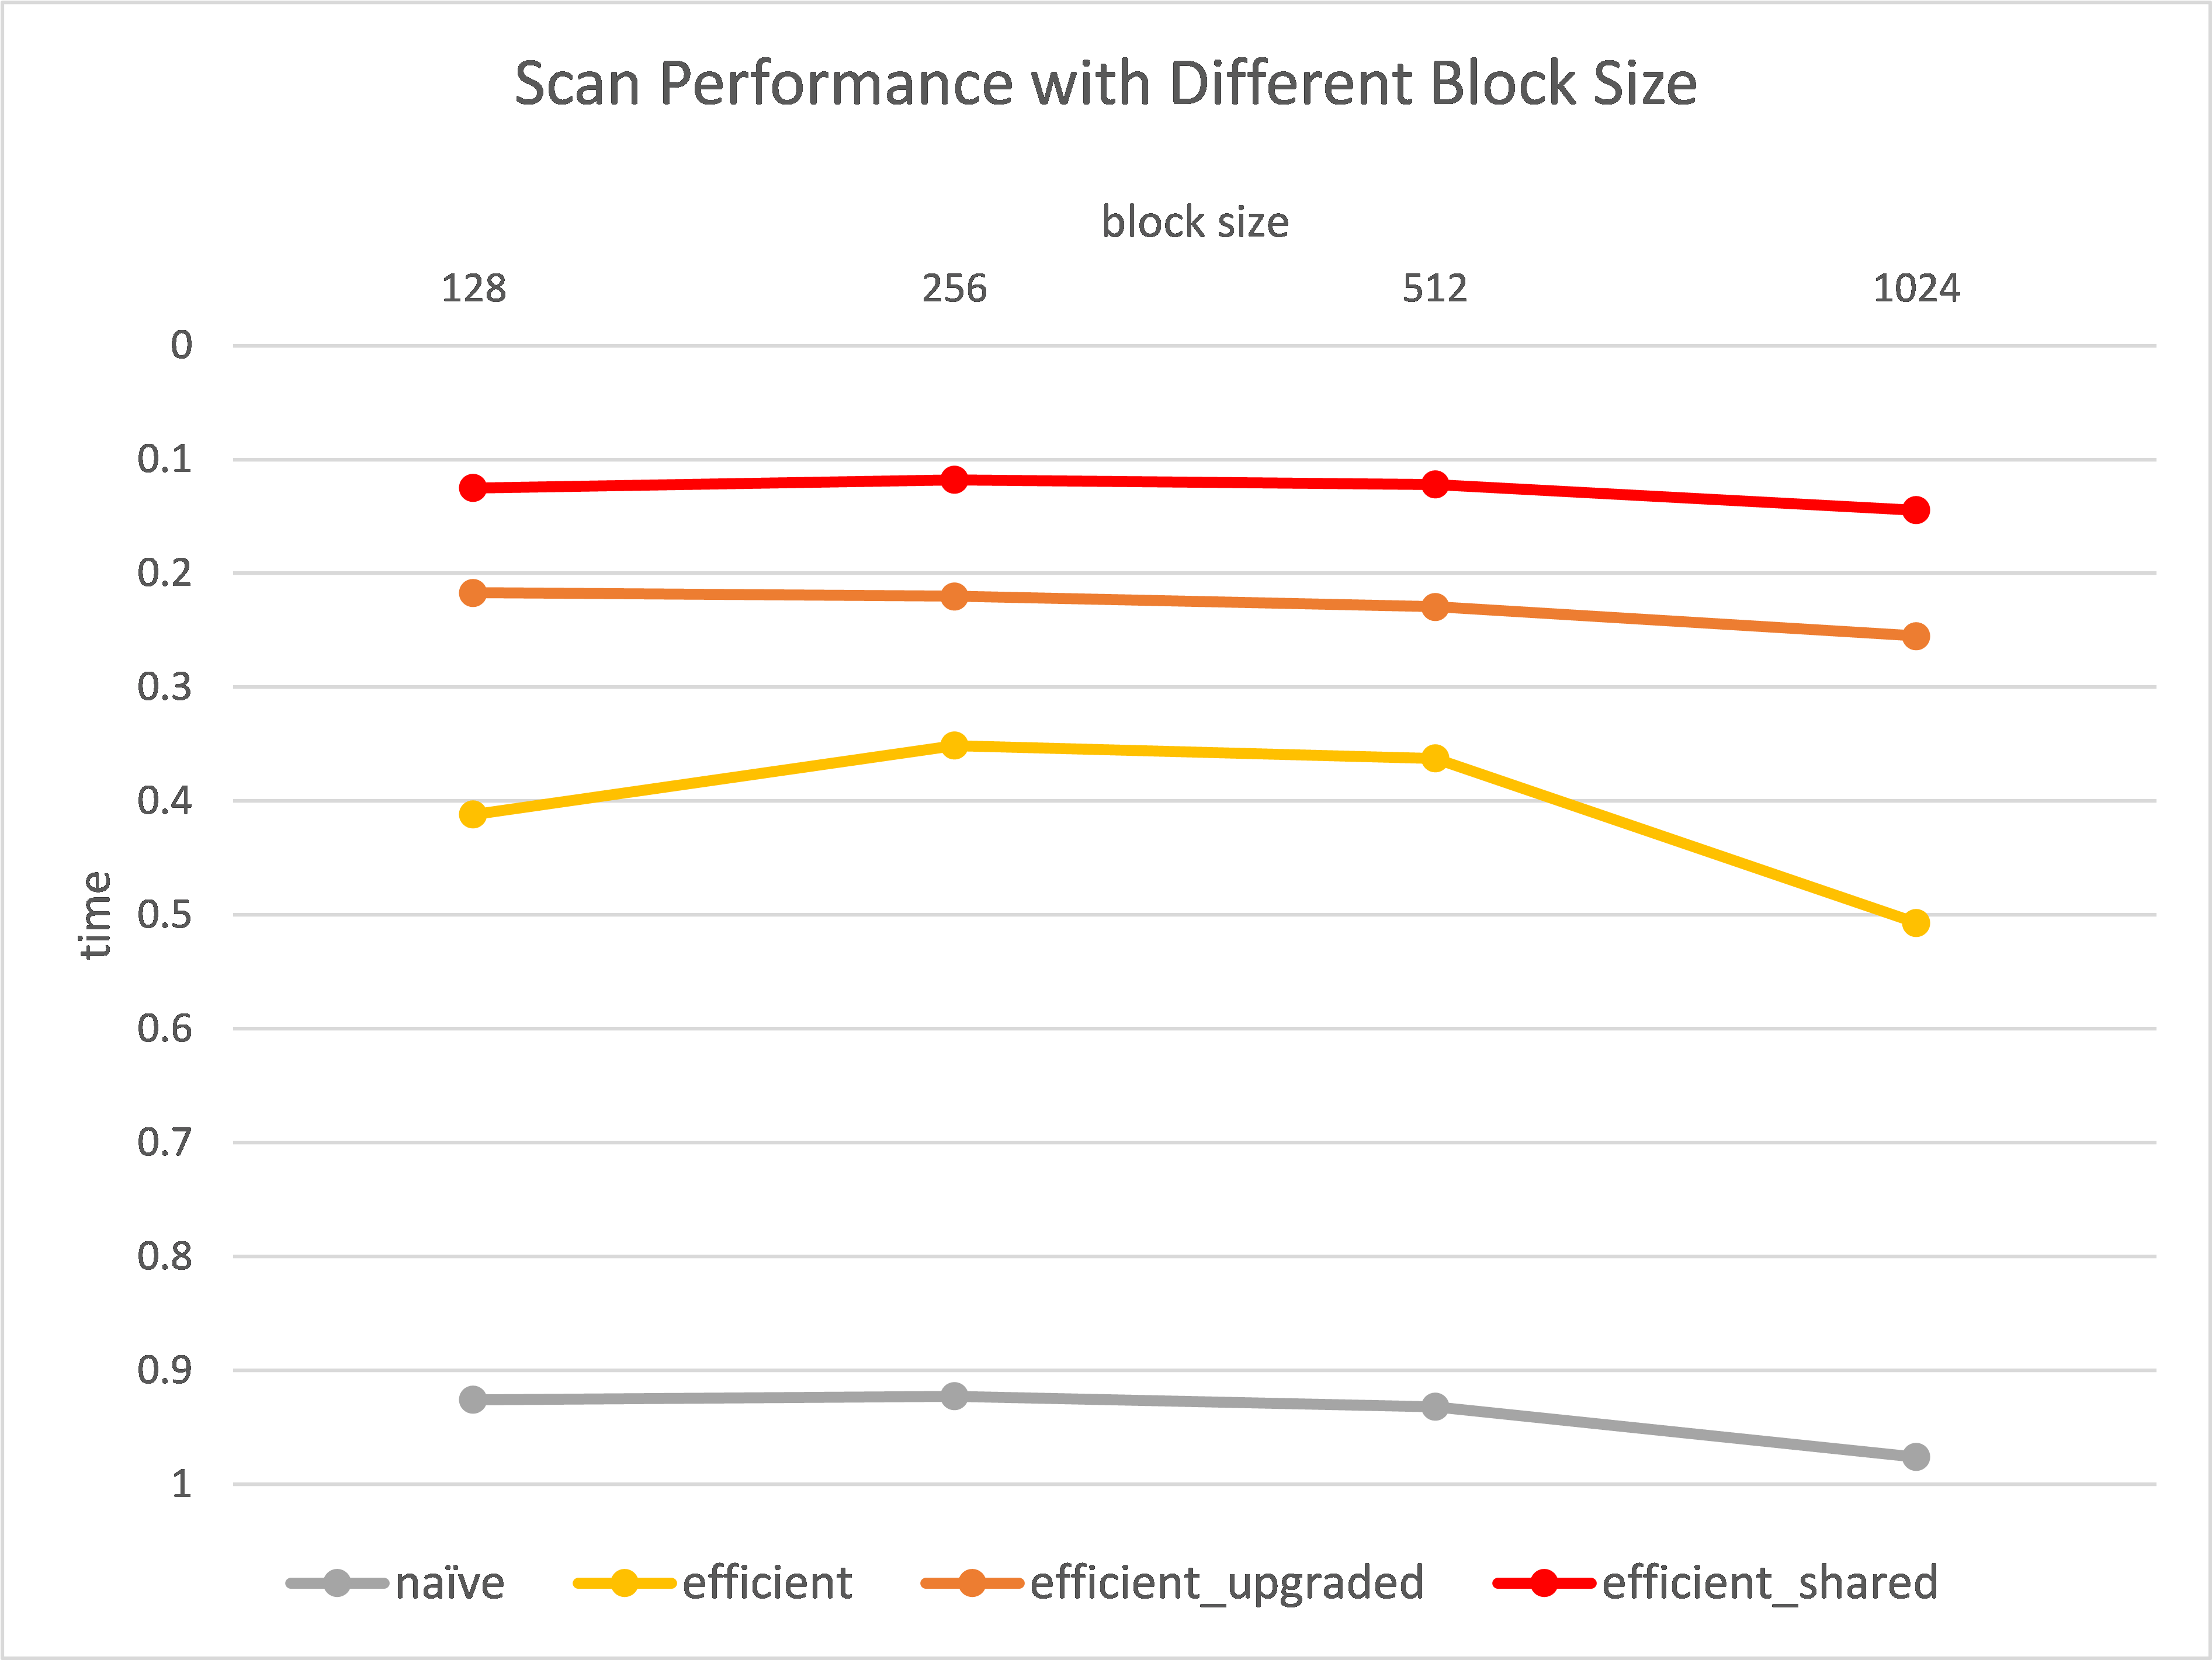 Scan Performance with Different Block Size
block size
128 256 512 1024
0
0.1
0.2
0.3
0.4
0.5
0.6
0.7
0.8
0.9
1
time
naïve efficient efficient_upgraded efficient_shared